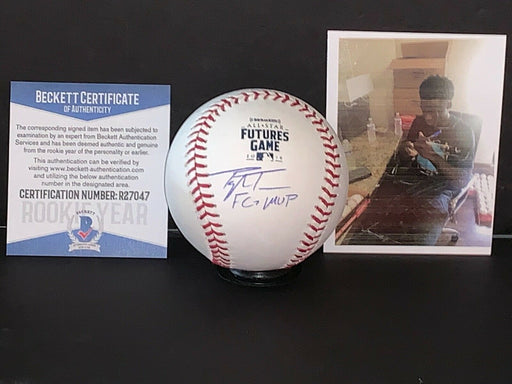 BECKETT CERTIFICATE
OF AUTHENTICITY
The corresponding signed item has been subjected to
examination by an expert from Beckett Authentication
Services and has been deemed authentic and genuine
from the rookie year of the personality or earlier.
This authentication can be verified by
visiting www.beckett-authentication.com
and utilizing the below authentication
number in the designated area.
CERTIFICATION NUMBER: R27047
ROOKIE YEAR
BECKETT
ALL-STAR
FUTURES
GAME
FG MVP